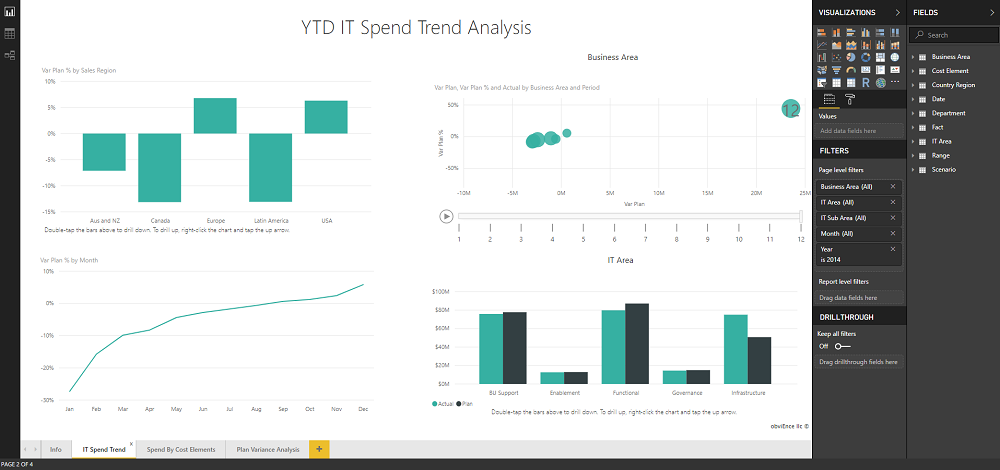 YTD IT Spend Trend Analysis
Var Plan % by Sales Region
10%
5%
0%
-5%
-10%
-15%
Aus and NZ
Canada
Europe
Latin America
USA
Double-tap the bars above to drill down. To drill up, right-click the chart and tap the up arrow.
Business Area
Var Plan, Var Plan % and Actual by Business Area and Period
Var Plan %
50%
0%
-50%
12
-10M
-5M
0M
5M
10M
15M
20M
25M
Var Plan
1
2
3
4
5
6
7
8
9
10
11
12
Var Plan % by Month
10%
0%
-10%
-20%
-30%
Jan
Feb
Mar
Apr
May
Jun
Jul
Aug
Sep
Oct
Nov
Dec
IT Area
$100M
$80M
$60M
$40M
$20M
$0M
BU Support
Enablement
Functional
Governance
Infrastructure
Actual
Plan
Double-tap the bars above to drill down. To drill up, right-click the chart and tap the up arrow.
obviEnce llc ©
Info
IT Spend Trend
x
Spend By Cost Elements
Plan Variance Analysis
+
PAGE 2 OF 4
VISUALIZATIONS
R
Values
Add data fields here
FILTERS
Page level filters
Business Area (All)
IT Area (All)
IT Sub Area (All)
Month (All)
Year
is 2014
Report level filters
Drag data fields here
DRILLTHROUGH
Keep all filters
Off
Drag drillthrough fields here
FIELDS
Search
Business Area
Cost Element
Country Region
Date
Department
Fact
IT Area
Range
Scenario